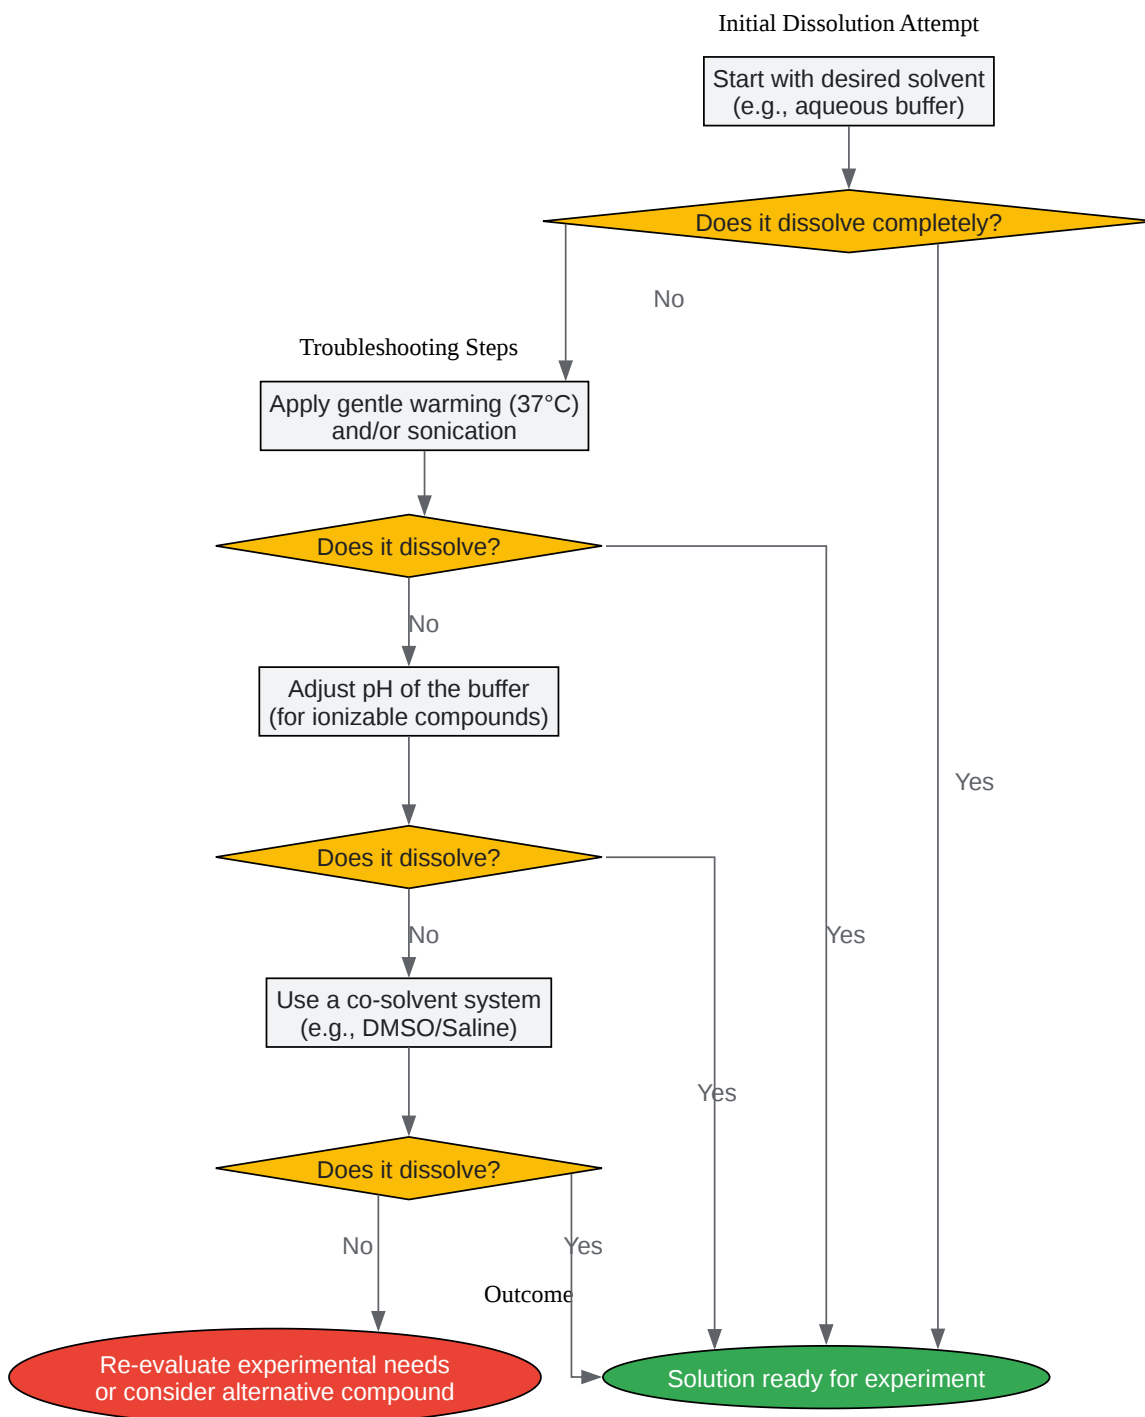 Initial Dissolution Attempt
Start with desired solvent
(e.g., aqueous buffer)
Does it dissolve completely?
No
Troubleshooting Steps
Apply gentle warming (37°C)
and/or sonication
Does it dissolve?
No
Adjust pH of the buffer
(for ionizable compounds)
Yes
Does it dissolve?
No
Yes
Use a co-solvent system
(e.g., DMSO/Saline)
Yes
Does it dissolve?
No
Yes
Outcome
Re-evaluate experimental needs
or consider alternative compound
Solution ready for experiment